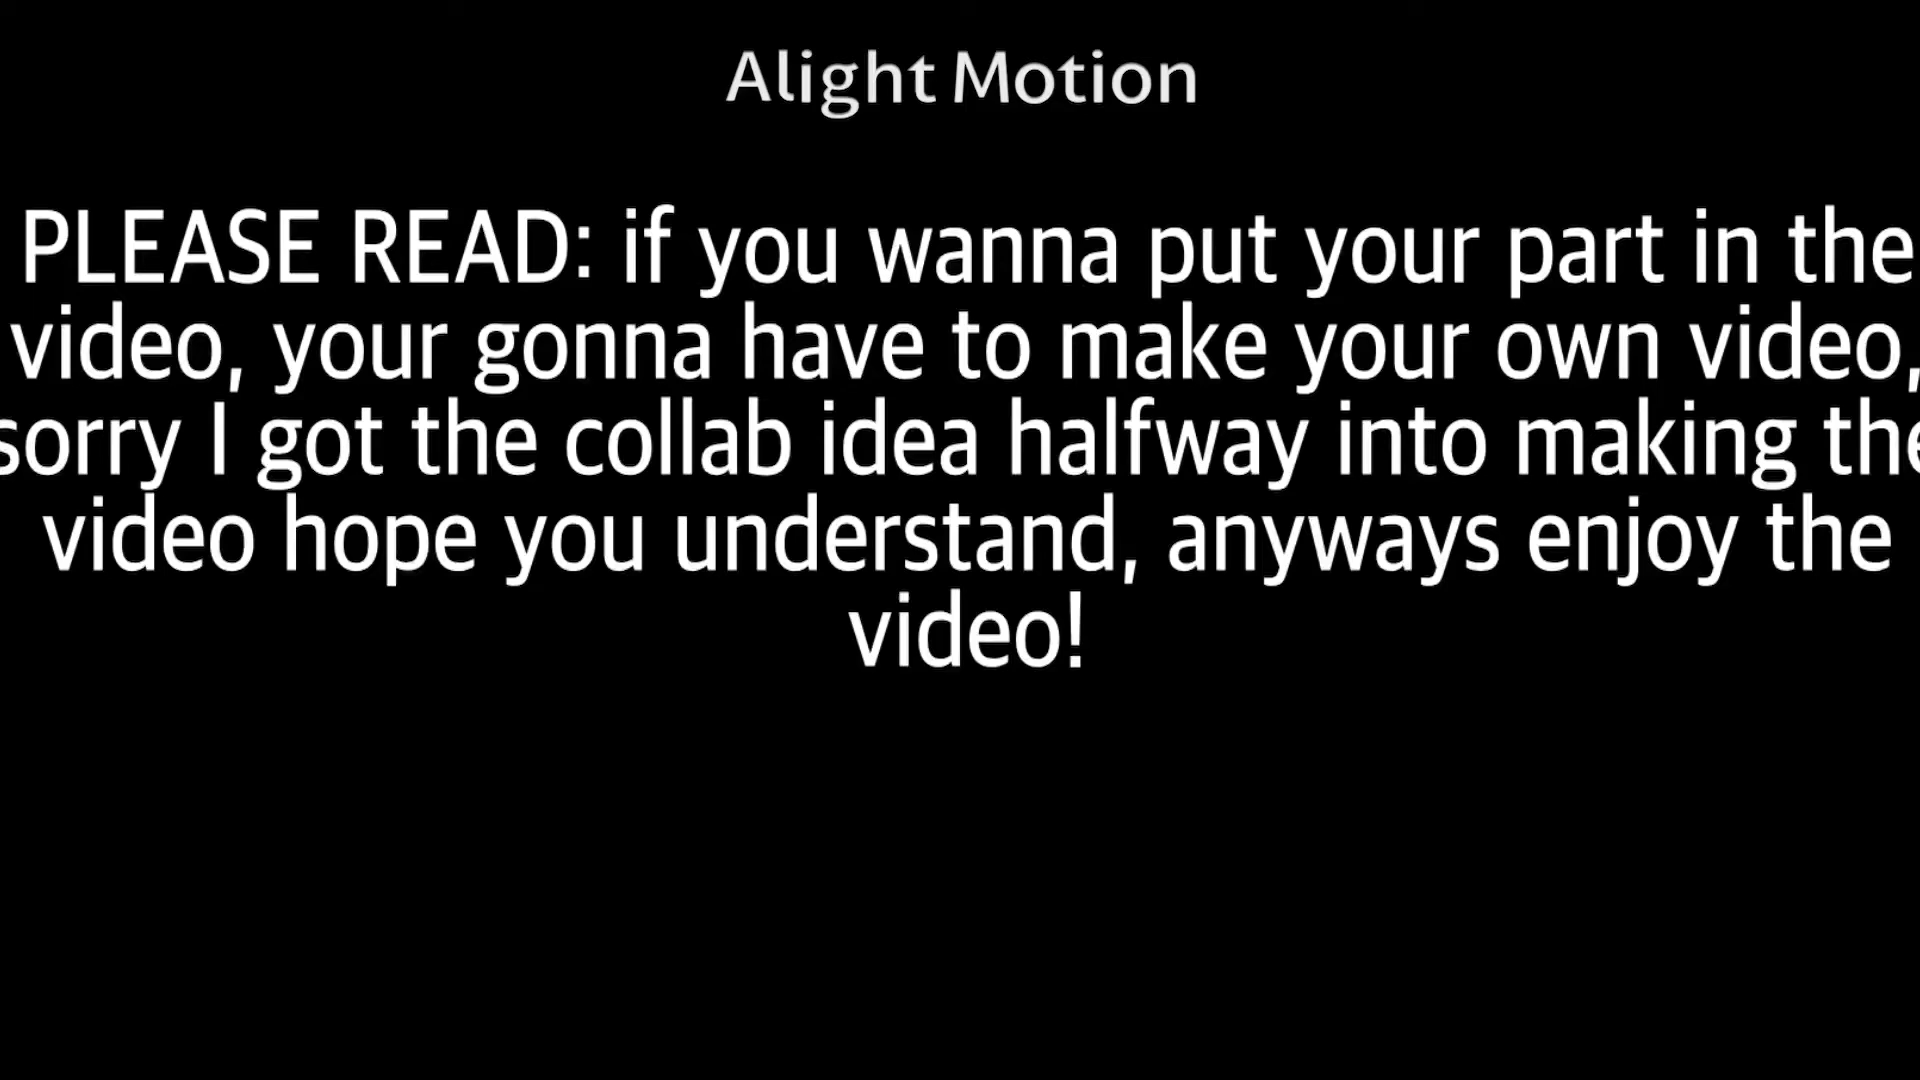 Alight Motion
PLEASE READ: if you wanna put your part in the
video, your gonna have to make your own video,
sorry I got the collab idea halfway into making the
video hope you understand, anyways enjoy the
video!